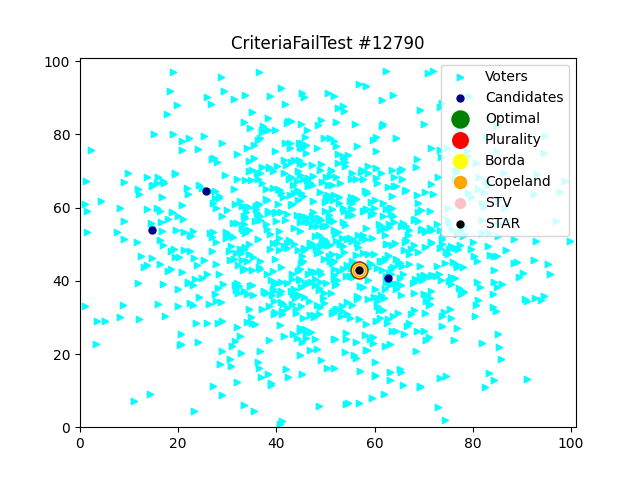 CriteriaFailTest #12790
100
80
60
40
20
0
0 20 40 60 80 100
Voters
Candidates
Optimal
Plurality
Borda
Copeland
STV
STAR